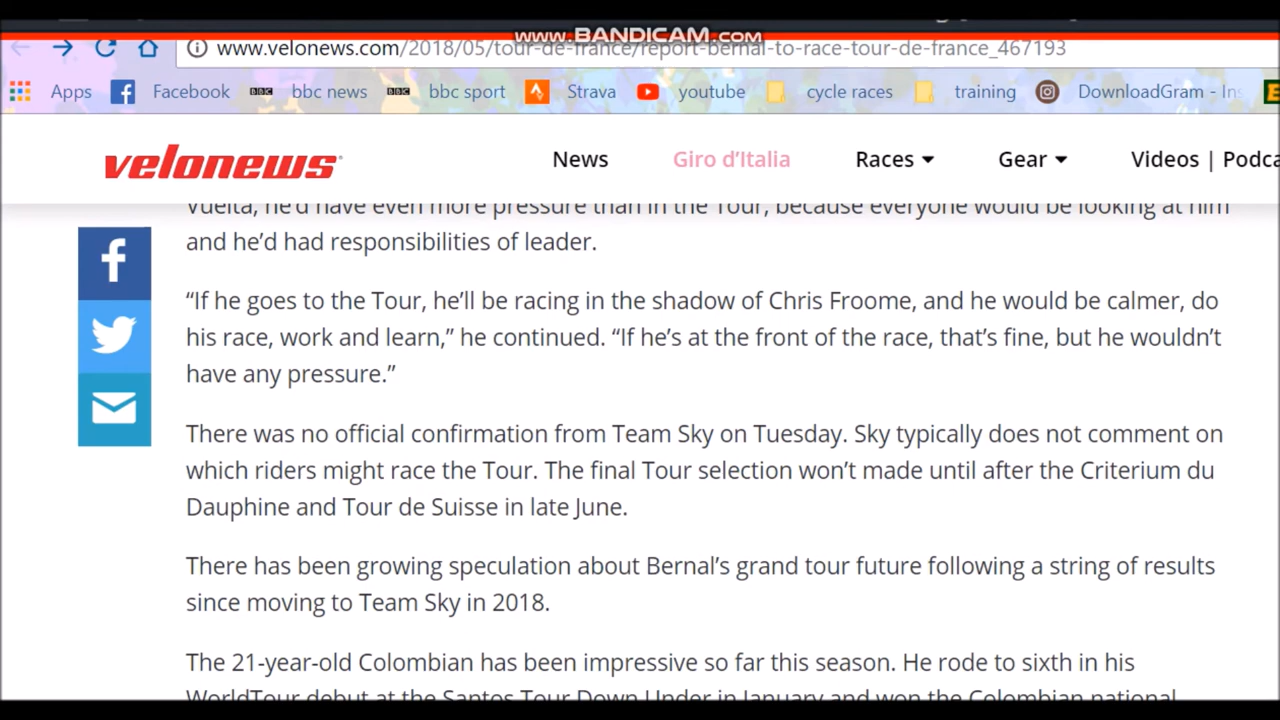 www.BANDICAM.com
www.velonews.com/2018/05/tour-de-france/report-bernal-to-race-tour-de-france_467193
Apps Facebook BBC bbc news BBC bbc sport Strava youtube cycle races training DownloadGram - Ins
velonews
News Giro d’Italia Races Gear Videos | Podca
Vuelta, he’d have even more pressure than in the Tour, because everyone would be looking at him
and he’d had responsibilities of leader.
“If he goes to the Tour, he’ll be racing in the shadow of Chris Froome, and he would be calmer, do
his race, work and learn,” he continued. “If he’s at the front of the race, that’s fine, but he wouldn’t
have any pressure.”
There was no official confirmation from Team Sky on Tuesday. Sky typically does not comment on
which riders might race the Tour. The final Tour selection won’t made until after the Criterium du
Dauphine and Tour de Suisse in late June.
There has been growing speculation about Bernal’s grand tour future following a string of results
since moving to Team Sky in 2018.
The 21-year-old Colombian has been impressive so far this season. He rode to sixth in his
WorldTour debut at the Santos Tour Down Under in January and won the Colombian national